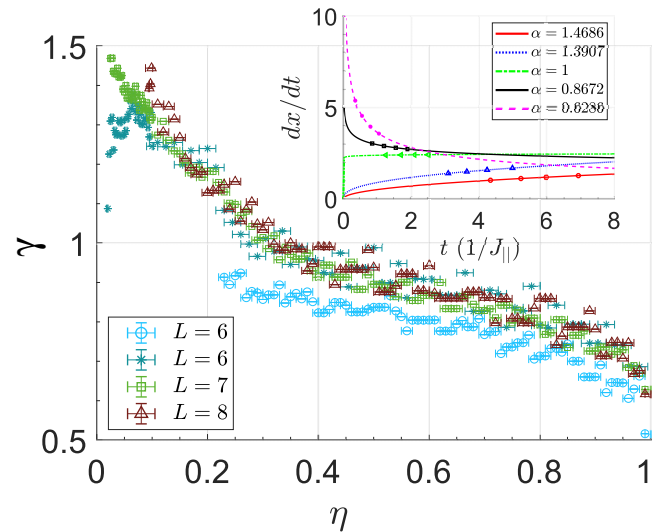 1.5
1
0.5
γ
0
0.2
0.4
0.6
0.8
1
η
L = 6
L = 6
L = 7
L = 8
10
5
0
dx/dt
0
2
4
6
8
t (1/J||)
α = 1.4686
α = 1.3907
α = 1
α = 0.8672
α = 0.6236